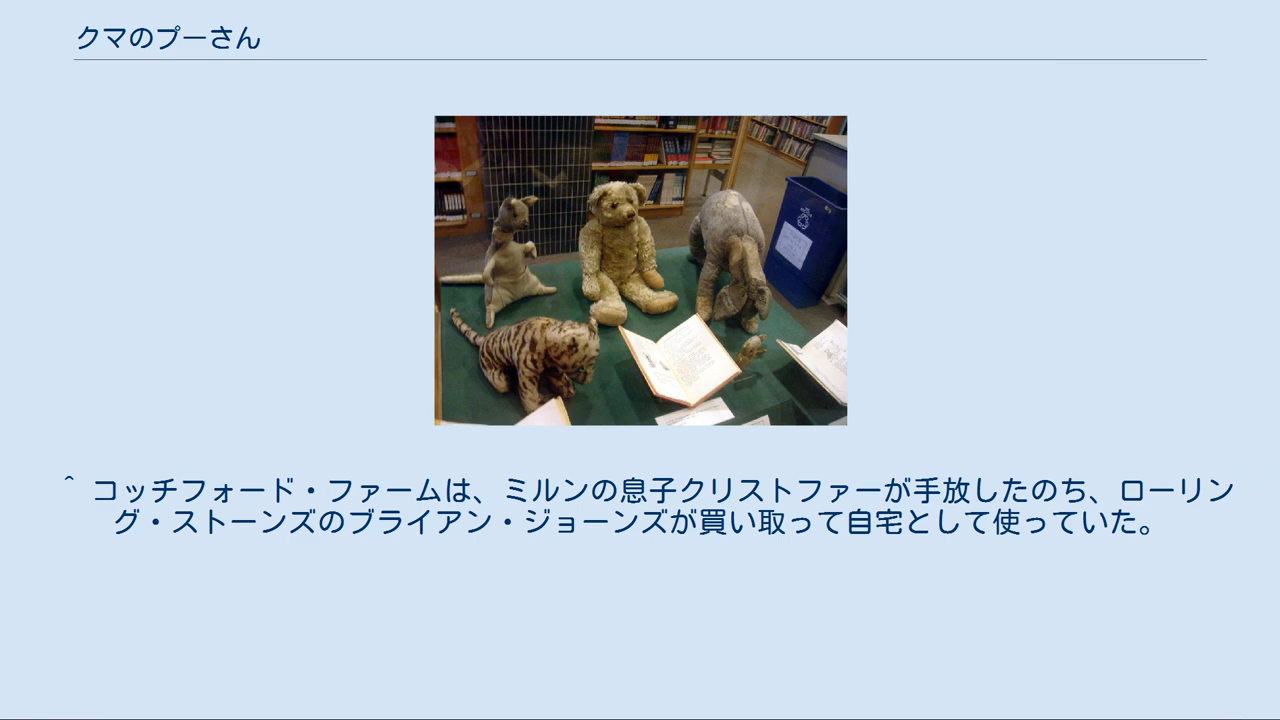 クマのプーさん
^ コッチフォード・ファームは、ミルンの息子クリストファーが手放したのち、ローリン
グ・ストーンズのブライアン・ジョーンズが買い取って自宅として使っていた。